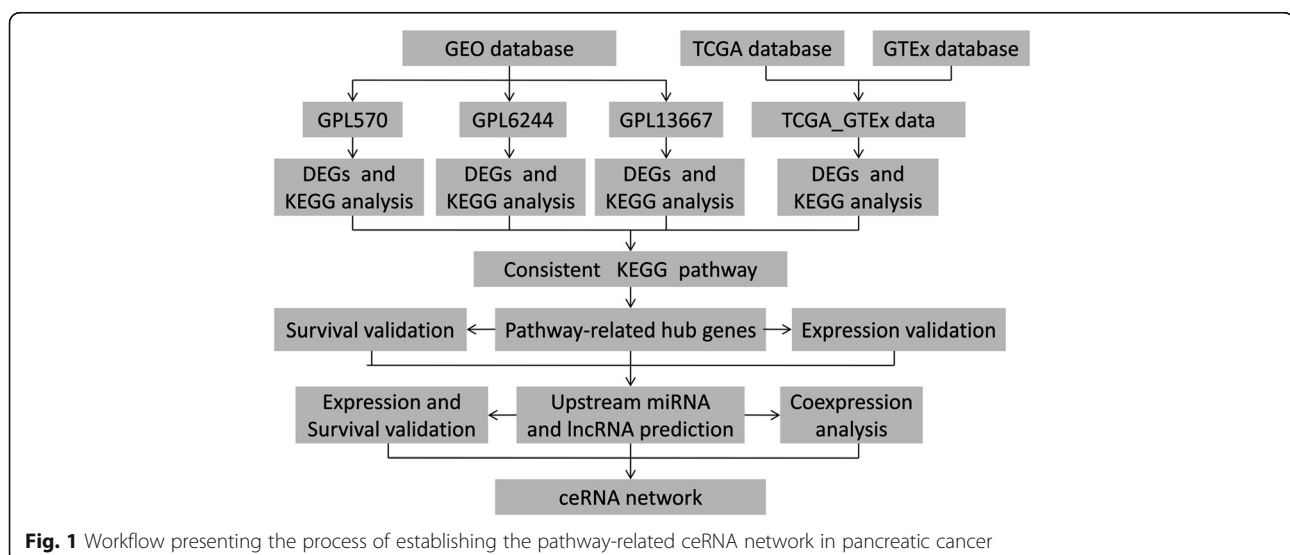 GEO database
TCGA database
GTEx database
GPL570
GPL6244
GPL13667
TCGA_GTEx data
DEGs and
KEGG analysis
DEGs and
KEGG analysis
DEGs and
KEGG analysis
DEGs and
KEGG analysis
Consistent KEGG pathway
Survival validation
Pathway-related hub genes
Expression validation
Expression and
Survival validation
Upstream miRNA
and lncRNA prediction
Coexpression
analysis
ceRNA network
Fig. 1 Workflow presenting the process of establishing the pathway-related ceRNA network in pancreatic cancer